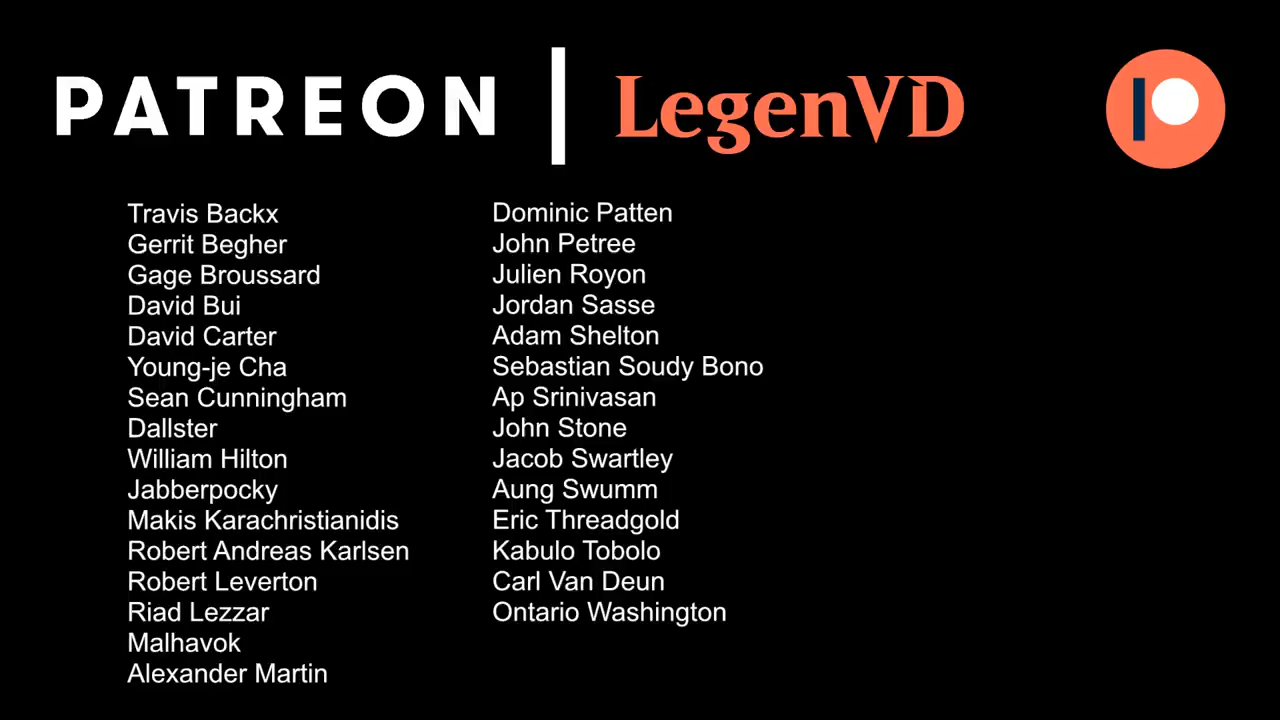 PATREON | LegenVD
Travis Backx
Gerrit Begher
Gage Broussard
David Bui
David Carter
Young-je Cha
Sean Cunningham
Dallster
William Hilton
Jabberpocky
Makis Karachristianidis
Robert Andreas Karlsen
Robert Leverton
Riad Lezzar
Malhavok
Alexander Martin
Dominic Patten
John Petree
Julien Royon
Jordan Sasse
Adam Shelton
Sebastian Soudy Bono
Ap Srinivasan
John Stone
Jacob Swartley
Aung Swumm
Eric Threadgold
Kabulo Tobolo
Carl Van Deun
Ontario Washington